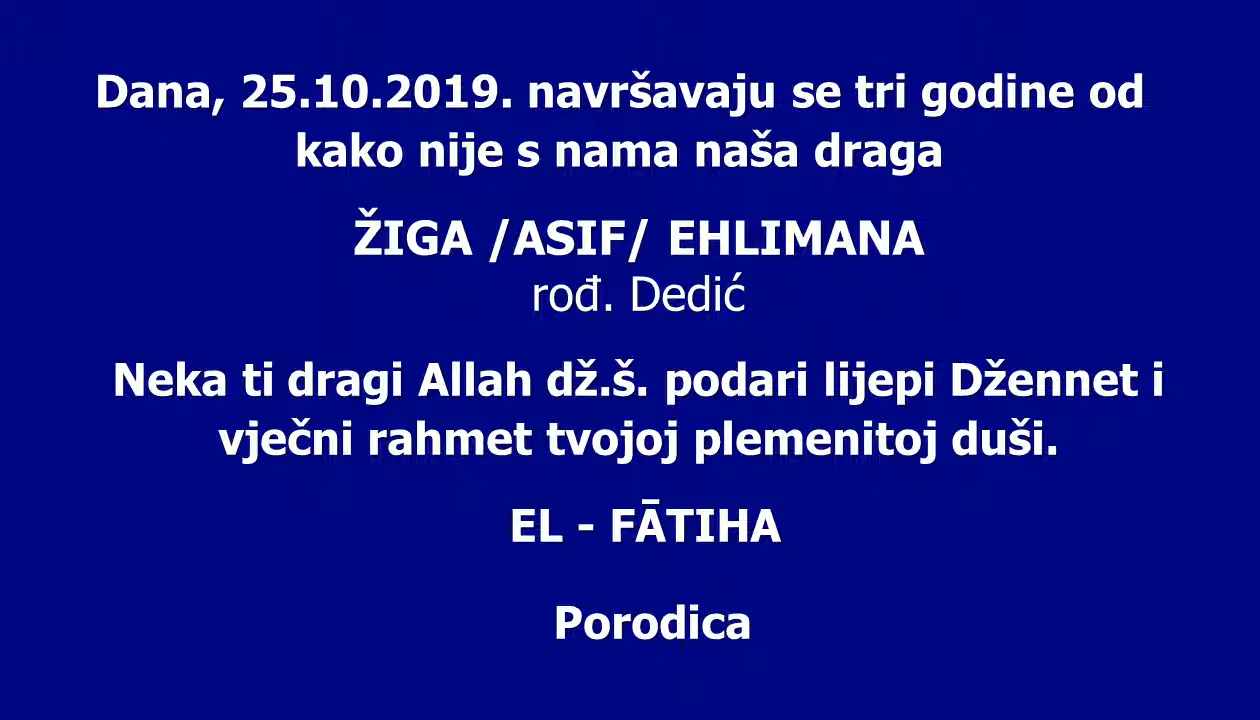 Dana, 25.10.2019. navršavaju se tri godine od
kako nije s nama naša draga
ŽIGA /ASIF/ EHLIMANA
rođ. Dedić
Neka ti dragi Allah dž.š. podari lijepi Džennet i
vječni rahmet tvojoj plemenitoj duši.
EL - FĀTIHA
Porodica